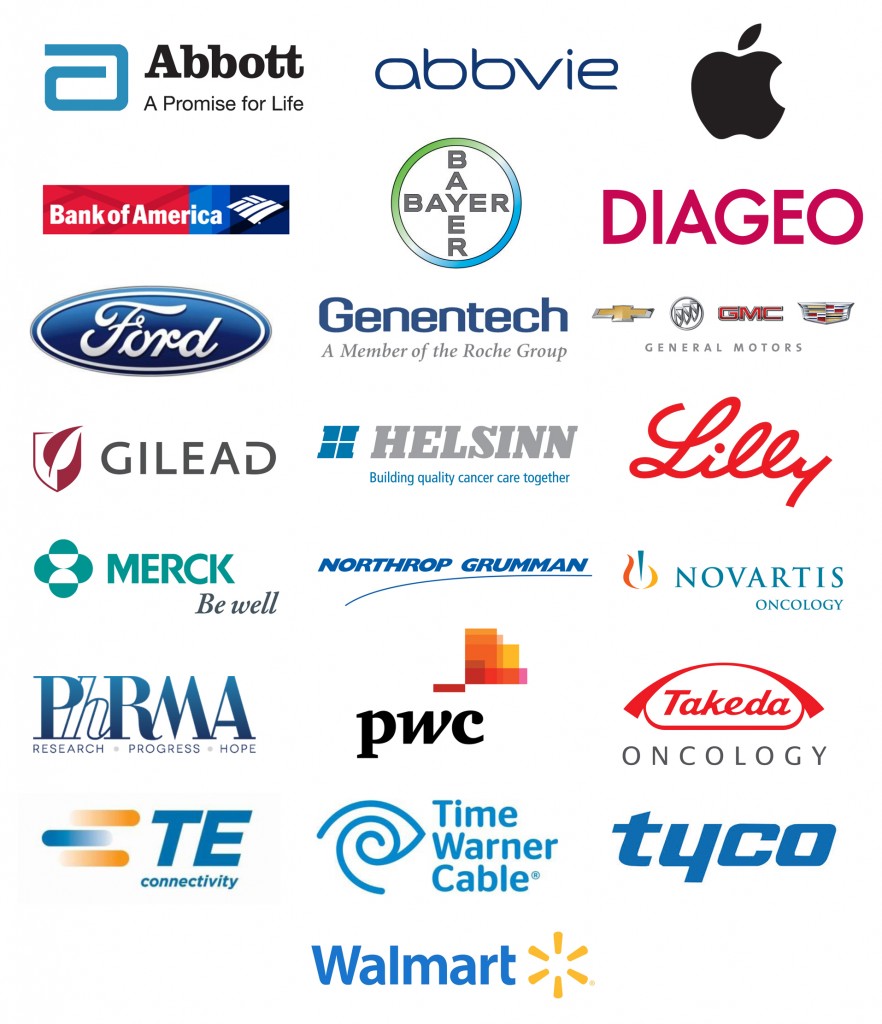 Abbott
A Promise for Life
abbvie
Bank of America
BAYER
BAYER
DIAGEO
Ford
Genentech
A Member of the Roche Group
GMC
GENERAL MOTORS
GILEAD
HELSINN
Building quality cancer care together
Lilly
MERCK
Be well
NORTHROP GRUMMAN
NOVARTIS
ONCOLOGY
PhRMA
RESEARCH • PROGRESS • HOPE
pwc
Takeda
ONCOLOGY
TE
connectivity
Time
Warner
Cable®
tyco
Walmart